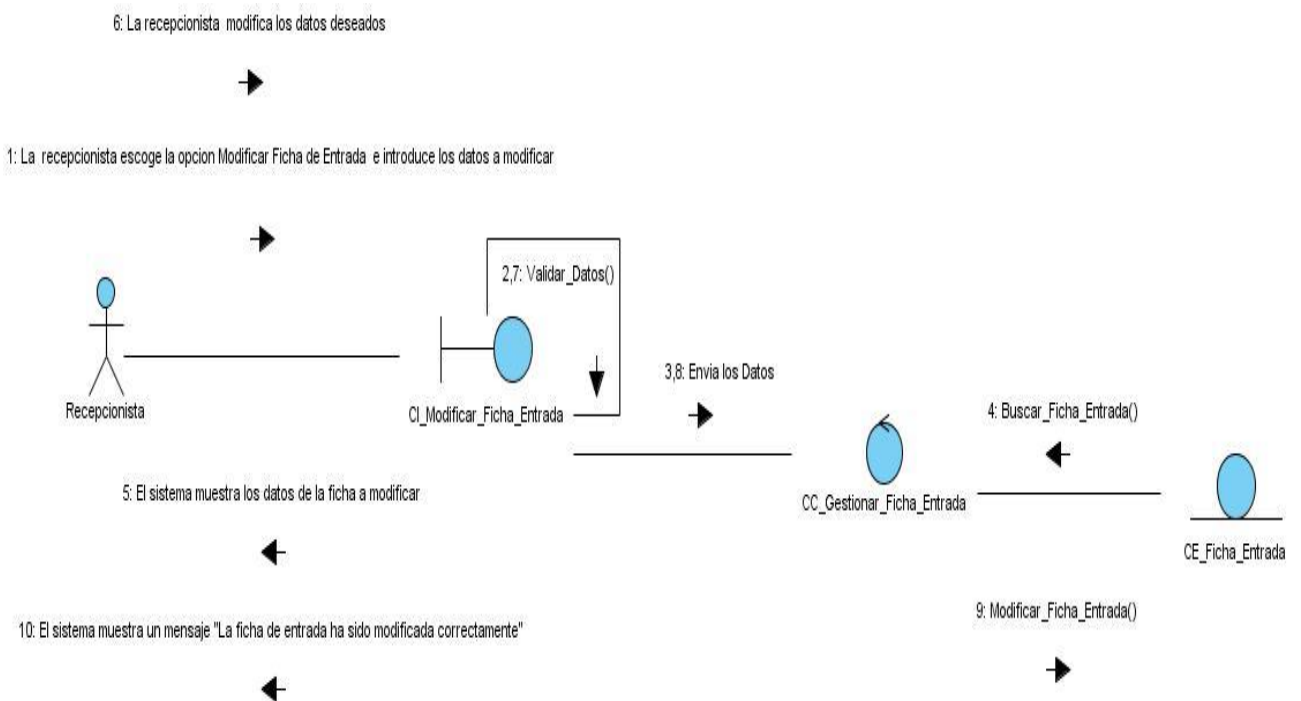 6: La recepcionista modifica los datos deseados
1: La recepcionista escoge la opcion Modificar Ficha de Entrada e introduce los datos a modificar
2,7: Validar_Datos()
3,8: Envia los Datos
4: Buscar_Ficha_Entrada()
Recepcionista
CI_Modificar_Ficha_Entrada
CC_Gestionar_Ficha_Entrada
CE_Ficha_Entrada
5: El sistema muestra los datos de la ficha a modificar
9: Modificar_Ficha_Entrada()
10: El sistema muestra un mensaje "La ficha de entrada ha sido modificada correctamente"